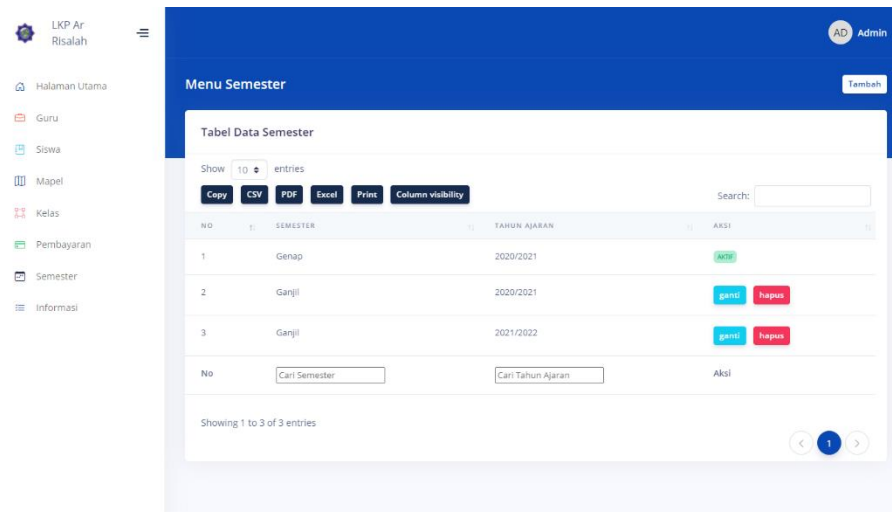 LKP Ar
Risalah
AD Admin
Halaman Utama
Guru
Siswa
Mapel
Kelas
Pembayaran
Semester
Informasi
Menu Semester
Tambah
Tabel Data Semester
Show 10 entries
Copy CSV PDF Excel Print Column visibility
Search:
NO SEMESTER TAHUN AJARAN AKSI
1 Genap 2020/2021 AKTIF
2 Ganjil 2020/2021 ganti hapus
3 Ganjil 2021/2022 ganti hapus
No Cari Semester Cari Tahun Ajaran Aksi
Showing 1 to 3 of 3 entries
1